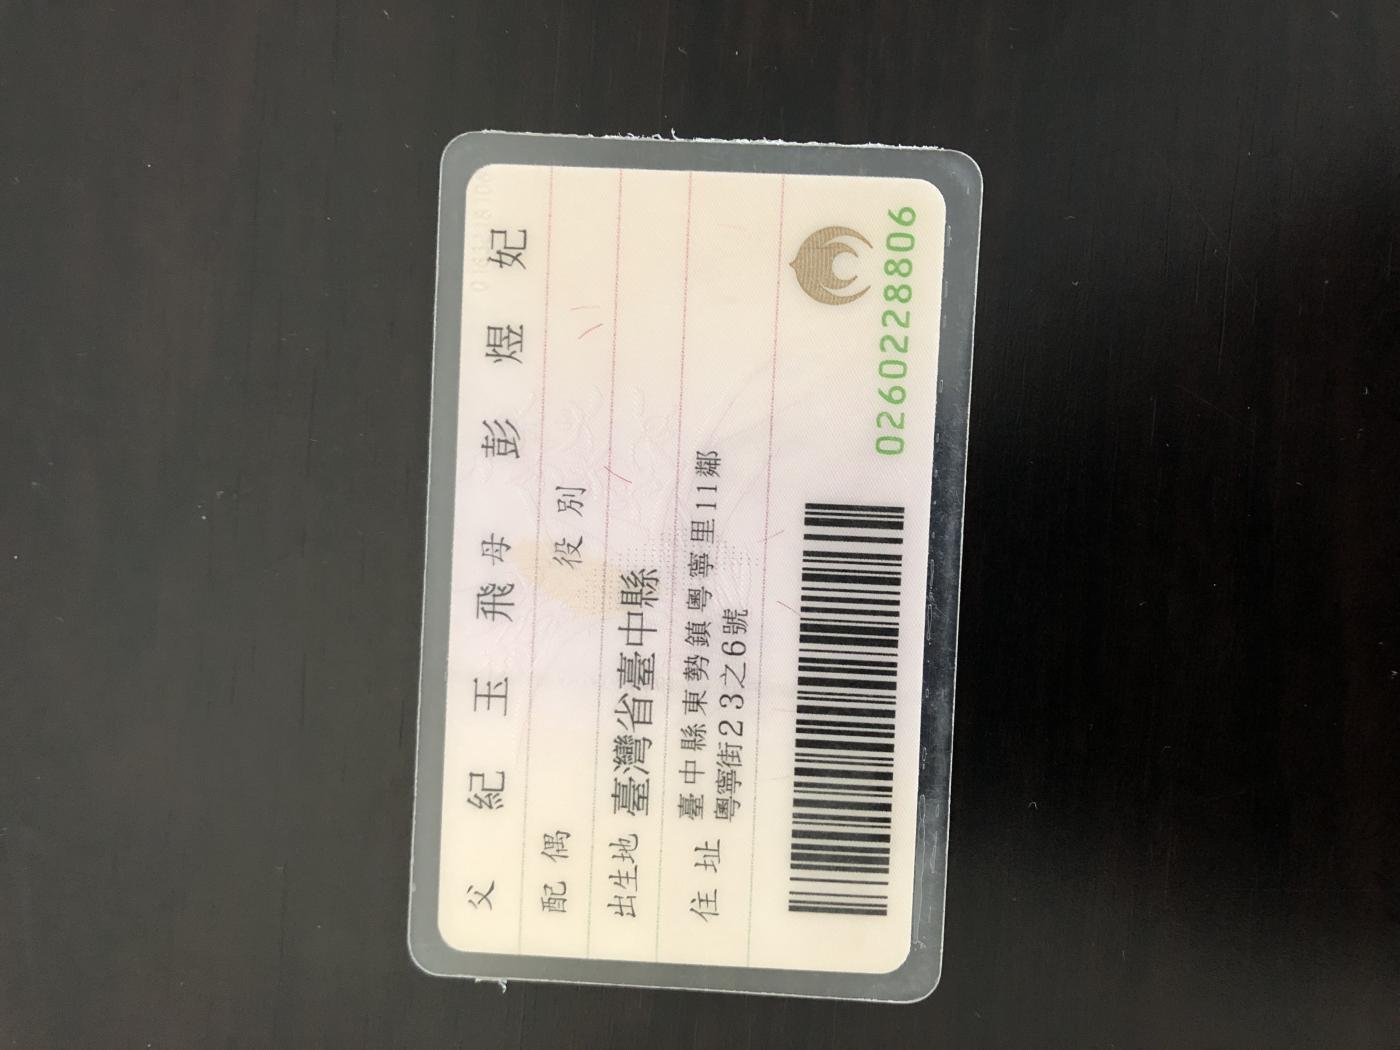 父 紀玉飛 母 彭煜妃
配偶 役別
出生地 臺灣省臺中縣
住址 臺中縣東勢鎮粵寧里11鄰
粵寧街23之6號
0260228806